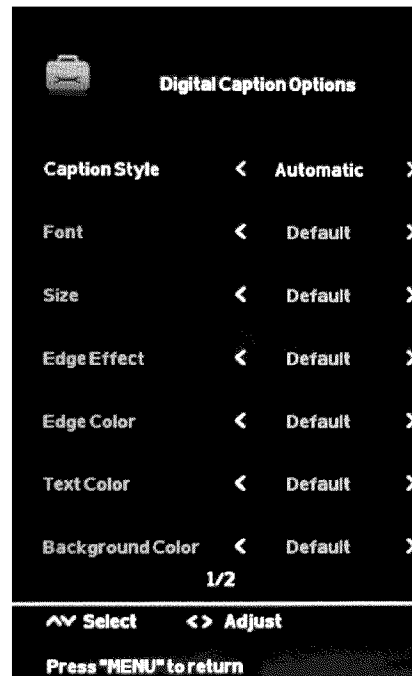 Digital Caption Options
Caption Style < Automatic >
Font < Default >
Size < Default >
Edge Effect < Default >
Edge Color < Default >
Text Color < Default >
Background Color < Default >
1/2
Select <> Adjust
Press "MENU" to return